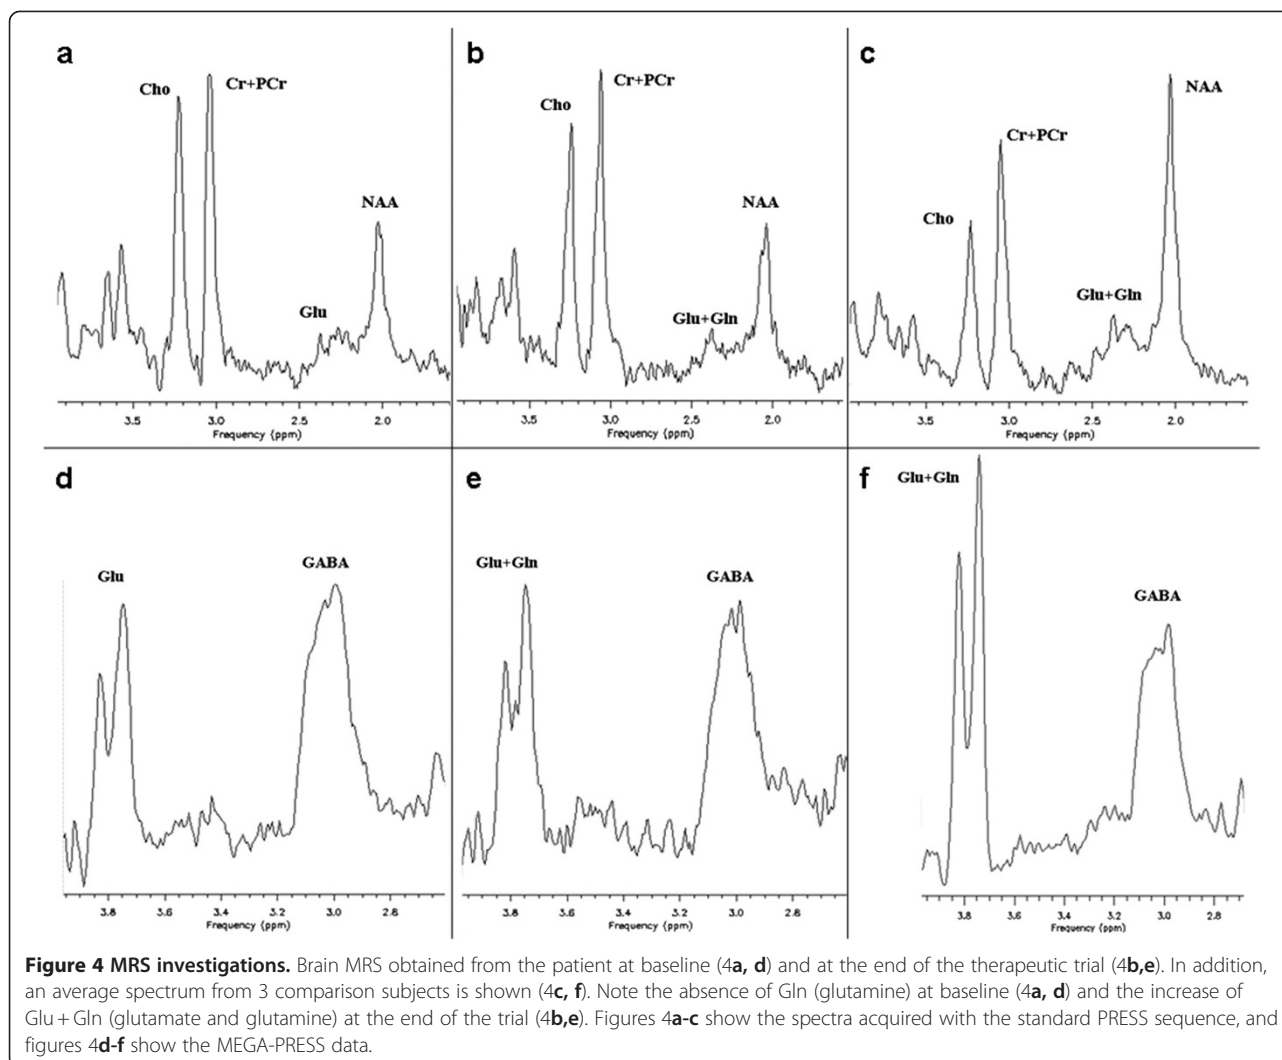 a
Cho
Cr+PCr
Glu
NAA
3.5 3.0 2.5 2.0
Frequency (ppm)
b
Cho
Cr+PCr
Glu+Gln
NAA
3.5 3.0 2.5 2.0
Frequency (ppm)
c
Cho
Cr+PCr
Glu+Gln
NAA
3.5 3.0 2.5 2.0
Frequency (ppm)
d
Glu
GABA
3.8 3.6 3.4 3.2 3.0 2.8
Frequency (ppm)
e
Glu+Gln
GABA
3.8 3.6 3.4 3.2 3.0 2.8
Frequency (ppm)
f
Glu+Gln
GABA
3.8 3.6 3.4 3.2 3.0 2.8
Frequency (ppm)
Figure 4 MRS investigations. Brain MRS obtained from the patient at baseline (4a, d) and at the end of the therapeutic trial (4b,e). In addition,
an average spectrum from 3 comparison subjects is shown (4c, f). Note the absence of Gln (glutamine) at baseline (4a, d) and the increase of
Glu + Gln (glutamate and glutamine) at the end of the trial (4b,e). Figures 4a-c show the spectra acquired with the standard PRESS sequence, and
figures 4d-f show the MEGA-PRESS data.